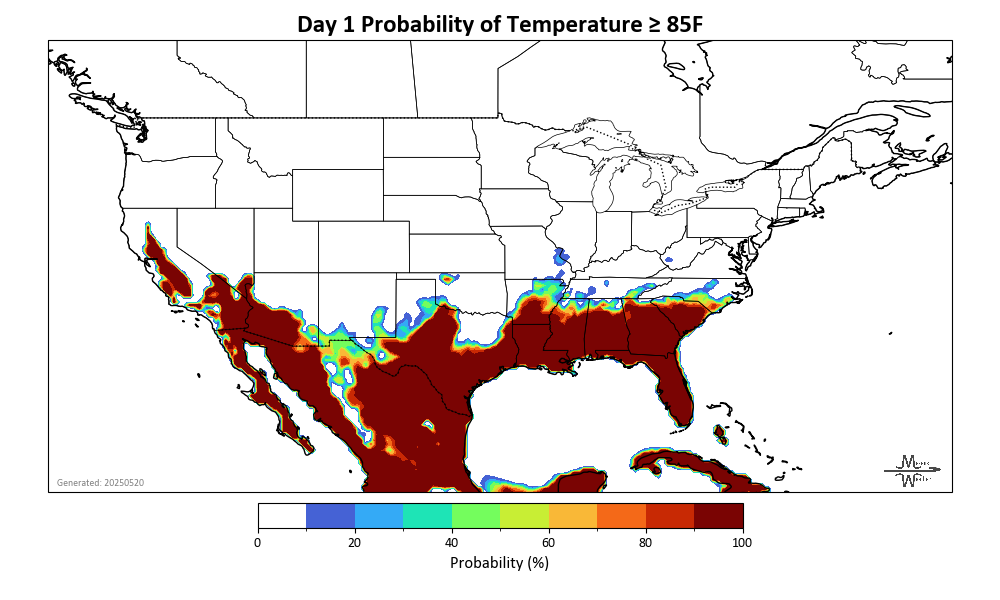 Day 1 Probability of Temperature ≥ 85F
Generated: 20250520
0 20 40 60 80 100
Probability (%)